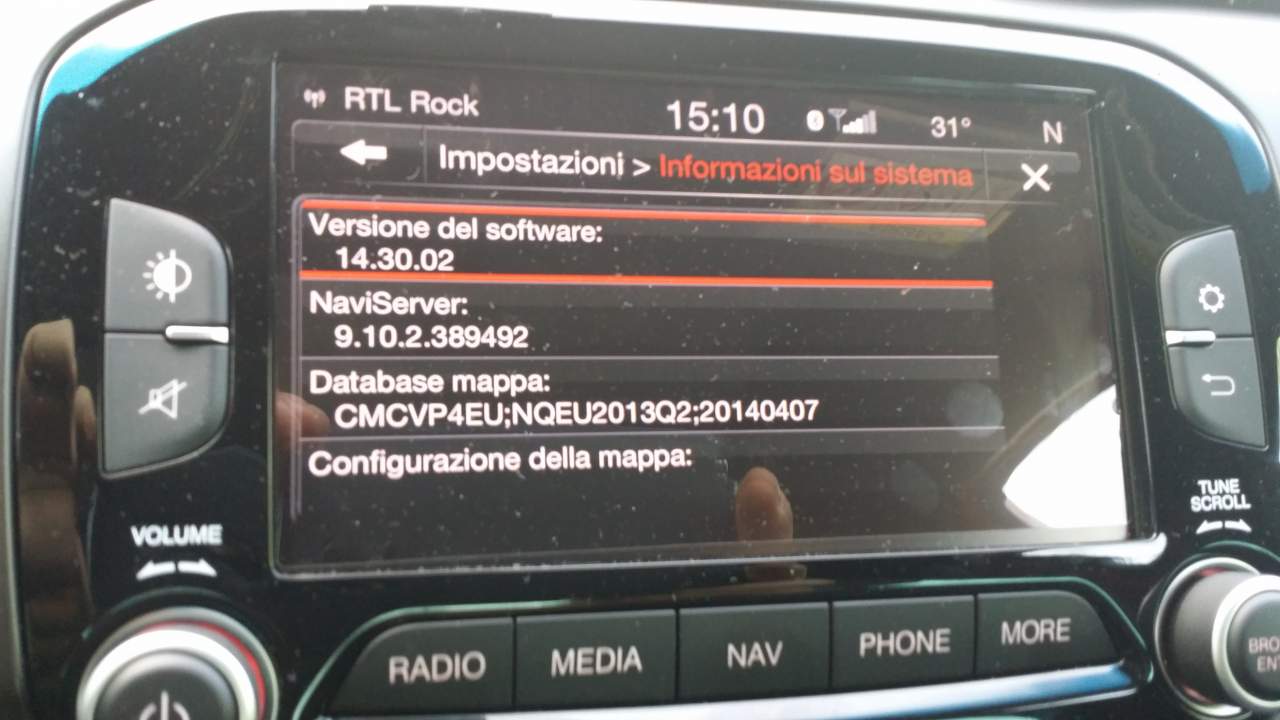 RTL Rock 15:10 31° N
Impostazioni > Informazioni sul sistema
Versione del software:
14.30.02
NaviServer:
9.10.2.389492
Database mappa:
CMCVP4EU;NQEU2013Q2;20140407
Configurazione della mappa:
VOLUME
TUNE
SCROLL
RADIO MEDIA NAV PHONE MORE